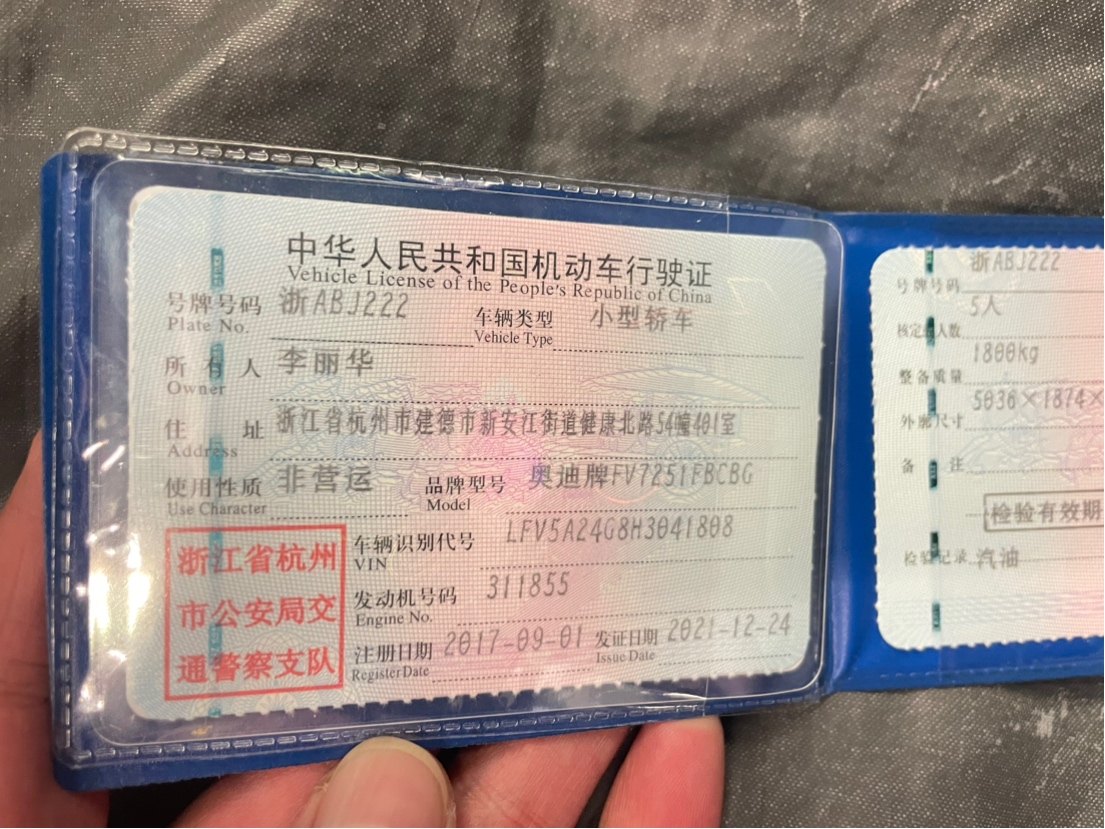 中华人民共和国机动车行驶证
Vehicle License of the People's Republic of China
号牌号码 浙ABJ222 车辆类型 小型轿车
Plate No. Vehicle Type
所有人 李丽华
Owner
住址 浙江省杭州市建德市新安江街道健康北路54幢401室
Address
使用性质 非营运 品牌型号 奥迪牌FV7251FBCBG
Use Character Model
车辆识别代号 LFV5A24G8H3041808
VIN
发动机号码 311855
Engine No.
注册日期 2017-09-01 发证日期 2021-12-24
Register Date Issue Date
浙江省杭州
市公安局交
通警察支队
号牌号码 浙ABJ222
核定载人数 5人
整备质量 1800kg
外廓尺寸 5036×1874×
备注
检验有效期
检验记录 汽油